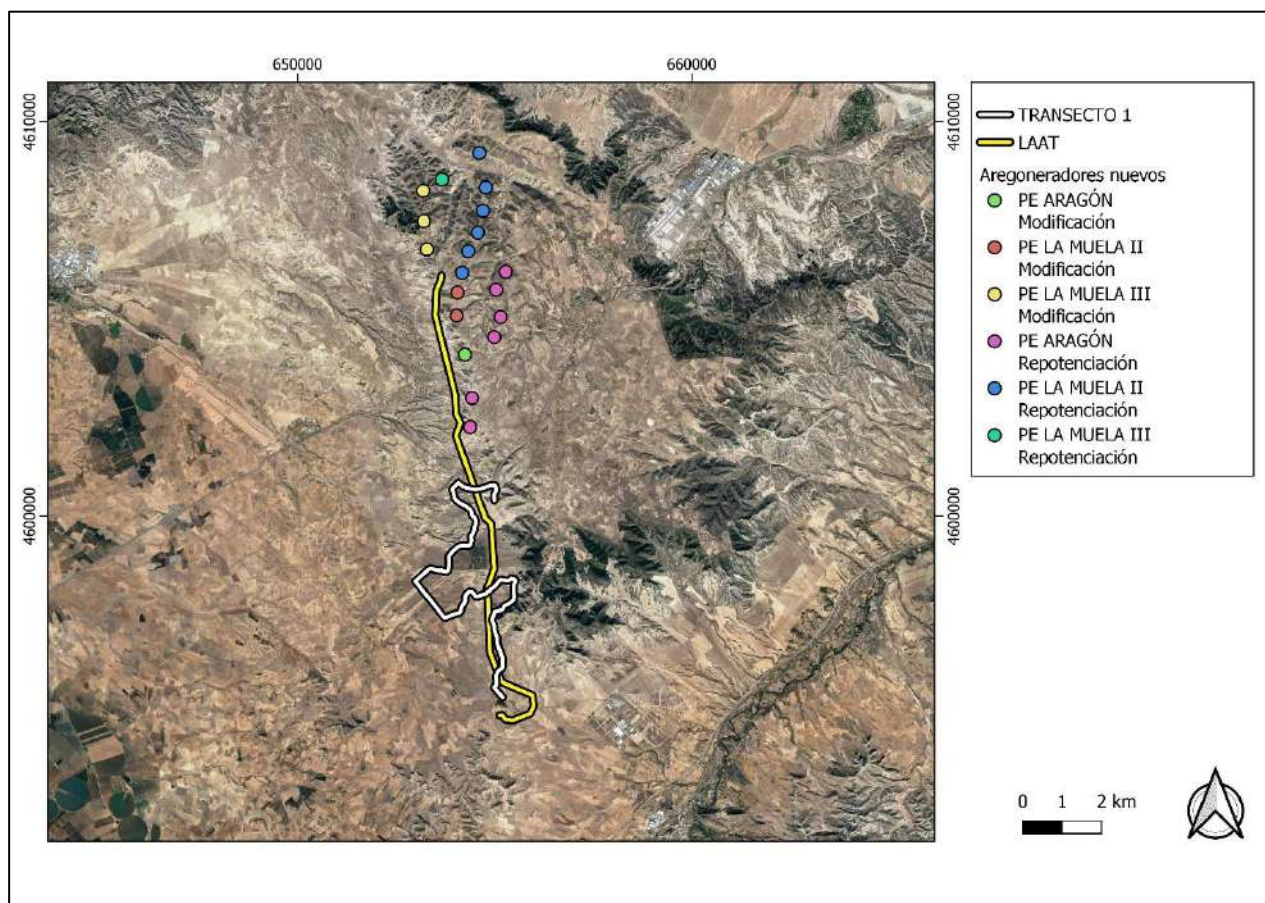 650000
660000
4610000
4610000
4600000
4600000
TRANSECTO 1
LAAT
Aregoneradores nuevos
PE ARAGÓN
Modificación
PE LA MUELA II
Modificación
PE LA MUELA III
Modificación
PE ARAGÓN
Repotenciación
PE LA MUELA II
Repotenciación
PE LA MUELA III
Repotenciación
0 1 2 km